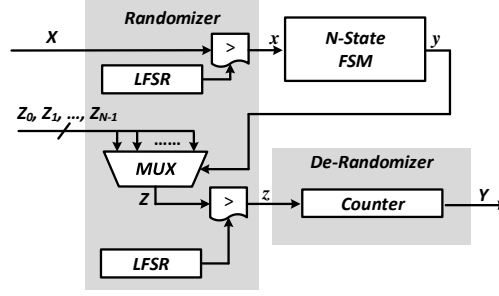 Randomizer
X
>
x
N-State
FSM
y
LFSR
Z0, Z1, ..., ZN-1
......
MUX
De-Randomizer
Z
>
z
Counter
Y
LFSR